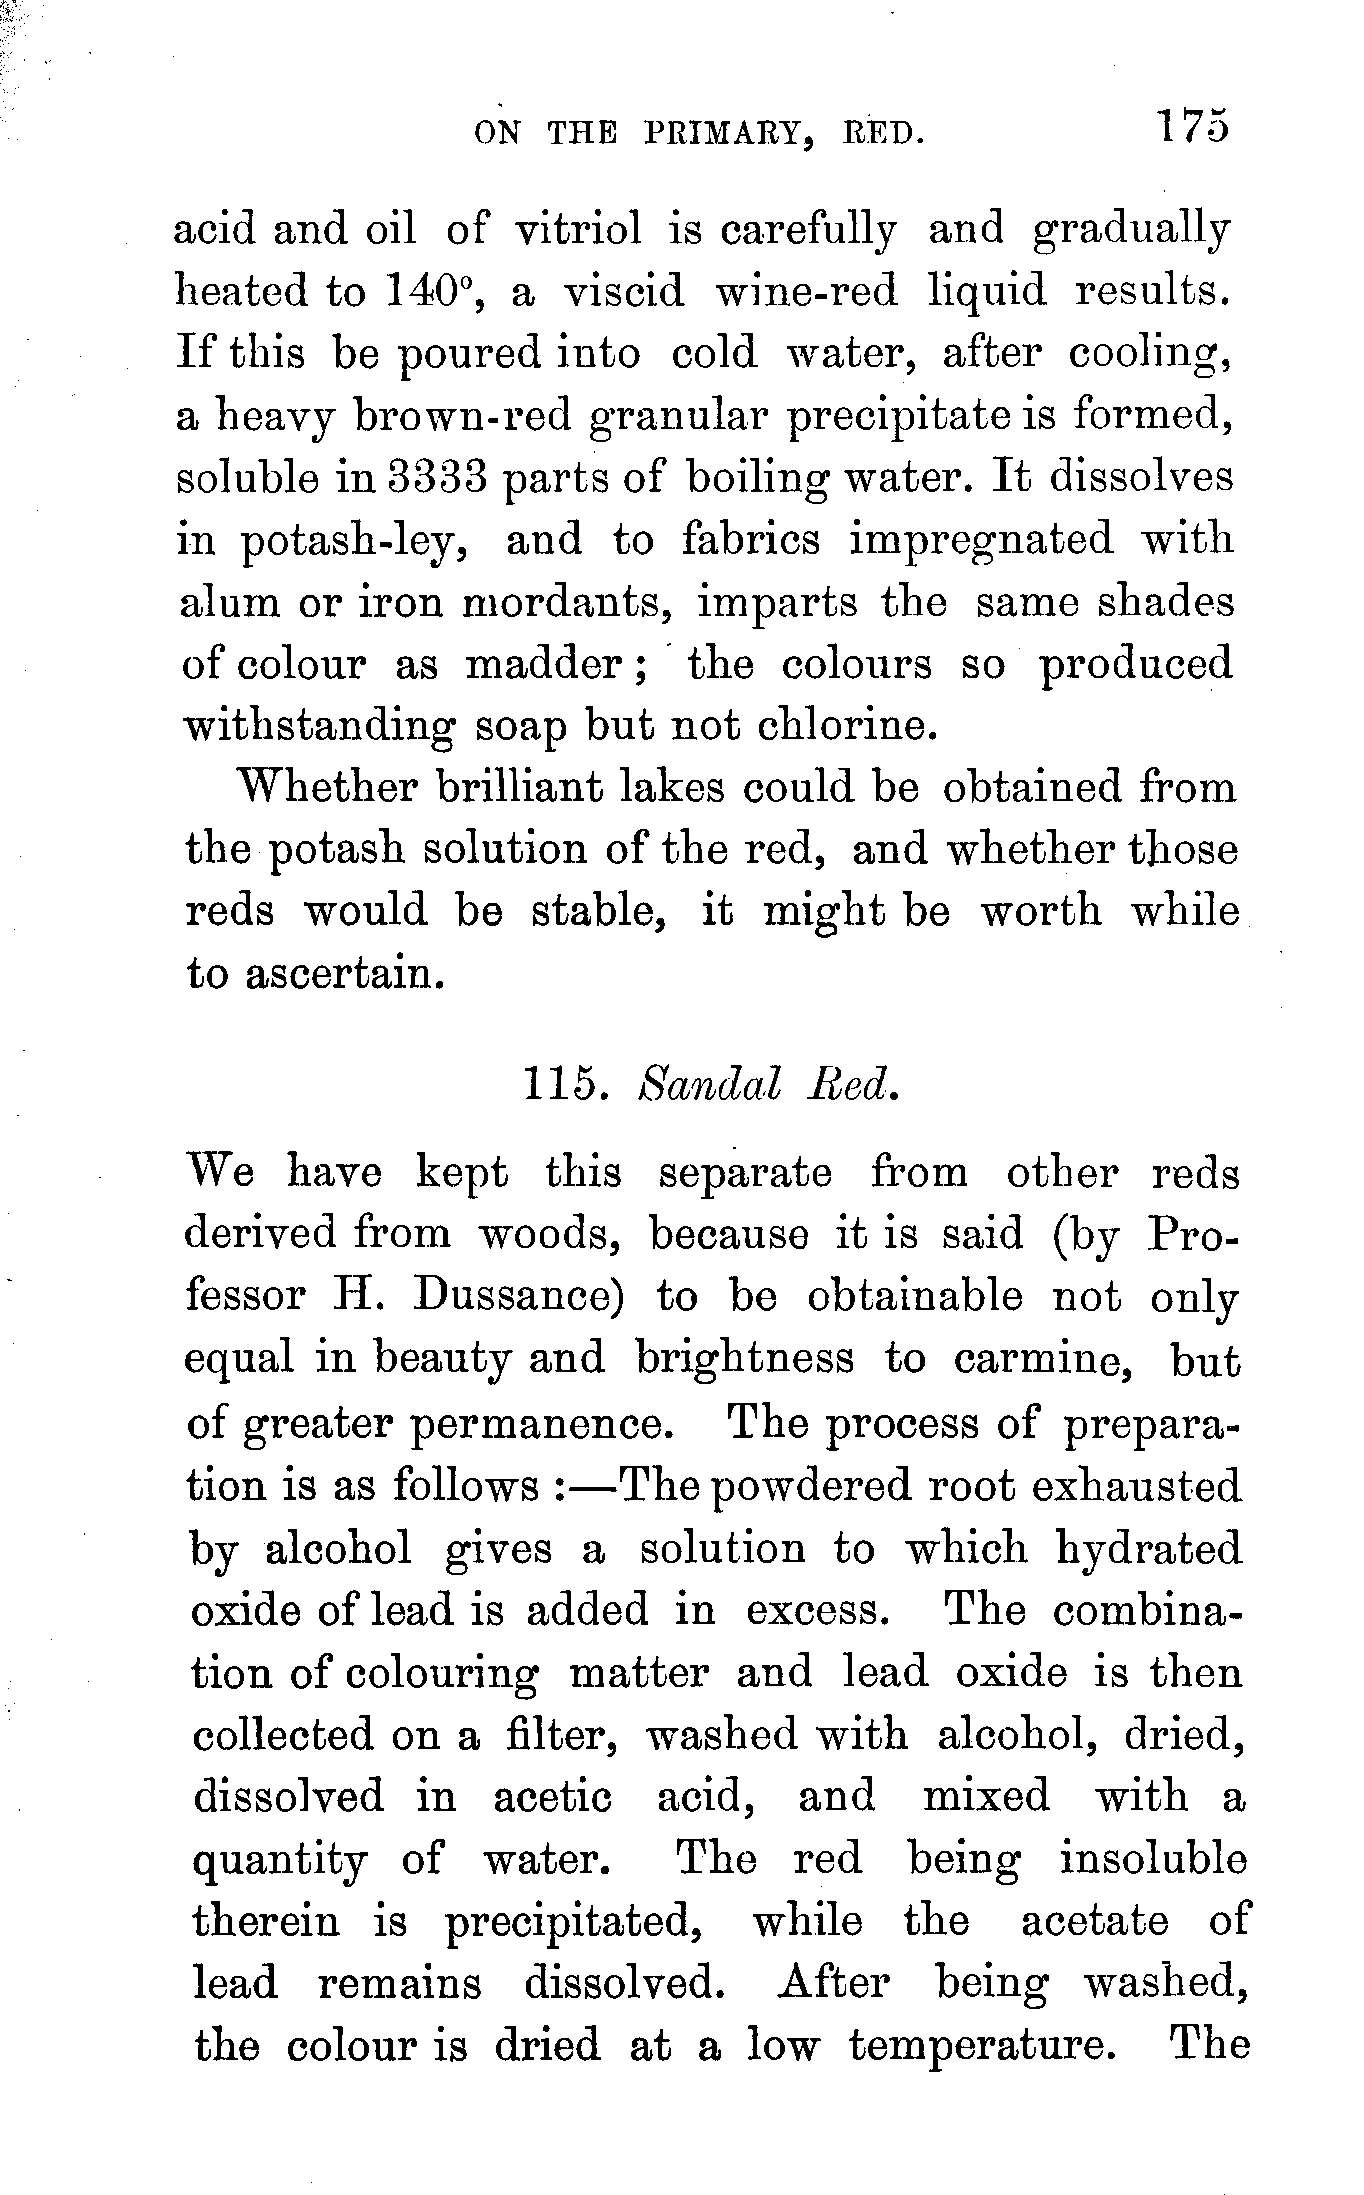 ON THE PRIMARY, RED. 175
acid and oil of vitriol is carefully and gradually
heated to 140°, a viscid wine-red liquid results.
If this be poured into cold water, after cooling,
a heavy brown-red granular precipitate is formed,
soluble in 3333 parts of boiling water. It dissolves
in potash-ley, and to fabrics impregnated with
alum or iron mordants, imparts the same shades
of colour as madder; the colours so produced
withstanding soap but not chlorine.
Whether brilliant lakes could be obtained from
the potash solution of the red, and whether those
reds would be stable, it might be worth while
to ascertain.
115. Sandal Red.
We have kept this separate from other reds
derived from woods, because it is said (by Pro-
fessor H. Dussance) to be obtainable not only
equal in beauty and brightness to carmine, but
of greater permanence. The process of prepara-
tion is as follows :—The powdered root exhausted
by alcohol gives a solution to which hydrated
oxide of lead is added in excess. The combina-
tion of colouring matter and lead oxide is then
collected on a filter, washed with alcohol, dried,
dissolved in acetic acid, and mixed with a
quantity of water. The red being insoluble
therein is precipitated, while the acetate of
lead remains dissolved. After being washed,
the colour is dried at a low temperature. The